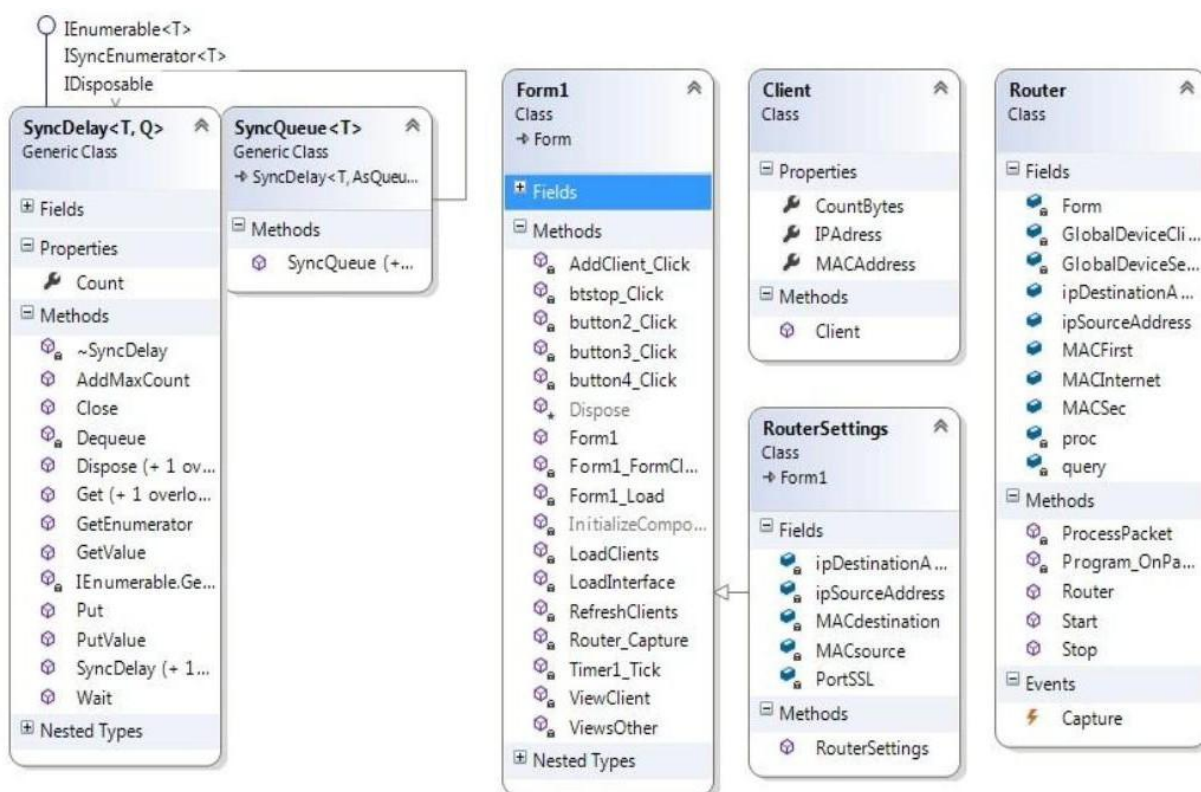 IEnumerable<T>
ISyncEnumerator<T>
IDisposable
SyncDelay<T, Q>
Generic Class
Fields
Properties
Count
Methods
~SyncDelay
AddMaxCount
Close
Dequeue
Dispose (+ 1 ov...
Get (+ 1 overlo...
GetEnumerator
GetValue
IEnumerable.Ge...
Put
PutValue
SyncDelay (+ 1...
Wait
Nested Types
SyncQueue<T>
Generic Class
SyncDelay<T, AsQueu...
Methods
SyncQueue (+...
Form1
Class
Form
Fields
Methods
AddClient_Click
btstop_Click
button2_Click
button3_Click
button4_Click
Dispose
Form1
Form1_FormCl...
Form1_Load
InitializeCompo...
LoadClients
LoadInterface
RefreshClients
Router_Capture
Timer1_Tick
ViewClient
ViewsOther
Nested Types
Client
Class
Properties
CountBytes
IPAdress
MACAddress
Methods
Client
RouterSettings
Class
Form1
Fields
ipDestinationA...
ipSourceAddress
MACdestination
MACsource
PortSSL
Methods
RouterSettings
Router
Class
Fields
Form
GlobalDeviceCli...
GlobalDeviceSe...
ipDestinationA...
ipSourceAddress
MACFirst
MACInternet
MACSec
proc
query
Methods
ProcessPacket
Program_OnPa...
Router
Start
Stop
Events
Capture